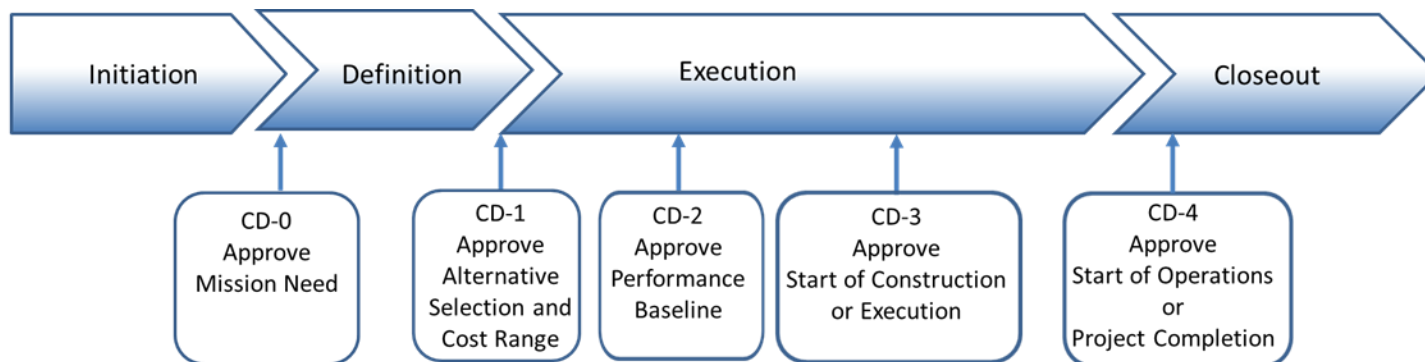 Initiation
Definition
Execution
Closeout
CD-0
Approve
Mission Need
CD-1
Approve
Alternative
Selection and
Cost Range
CD-2
Approve
Performance
Baseline
CD-3
Approve
Start of Construction
or Execution
CD-4
Approve
Start of Operations
or
Project Completion